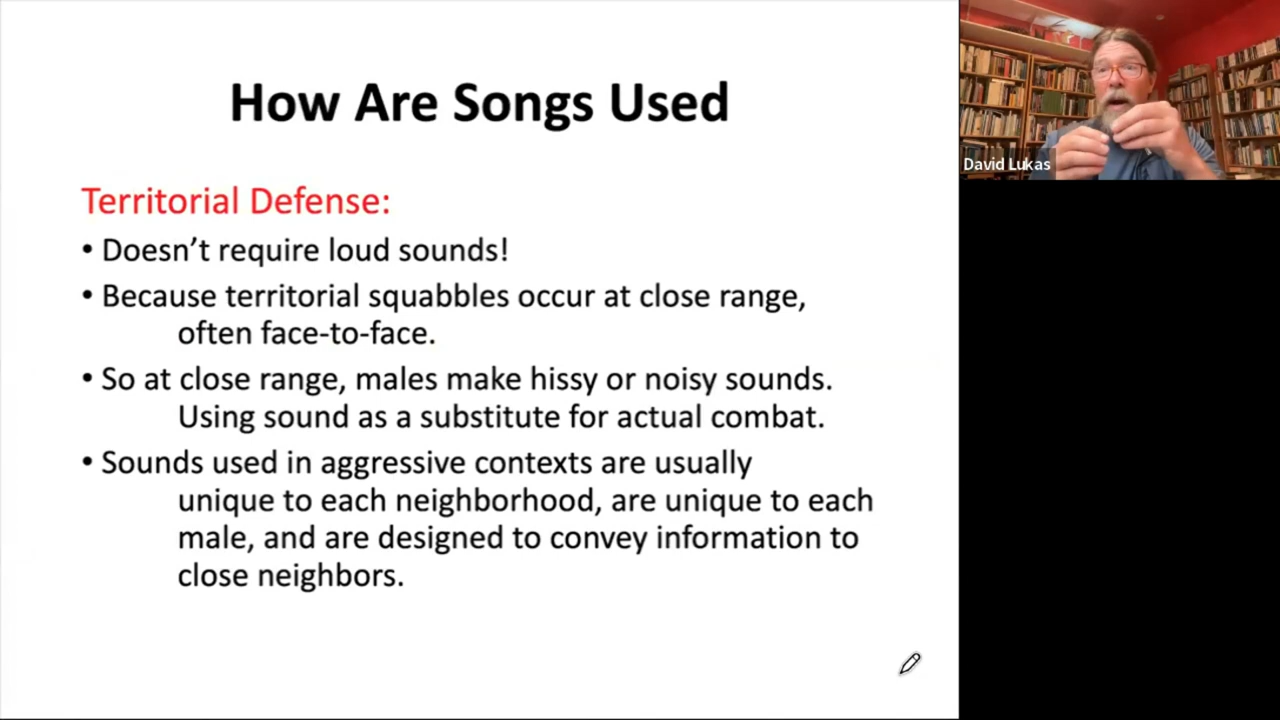 How Are Songs Used
Territorial Defense:
• Doesn’t require loud sounds!
• Because territorial squabbles occur at close range,
often face-to-face.
• So at close range, males make hissy or noisy sounds.
Using sound as a substitute for actual combat.
• Sounds used in aggressive contexts are usually
unique to each neighborhood, are unique to each
male, and are designed to convey information to
close neighbors.
David Lukas